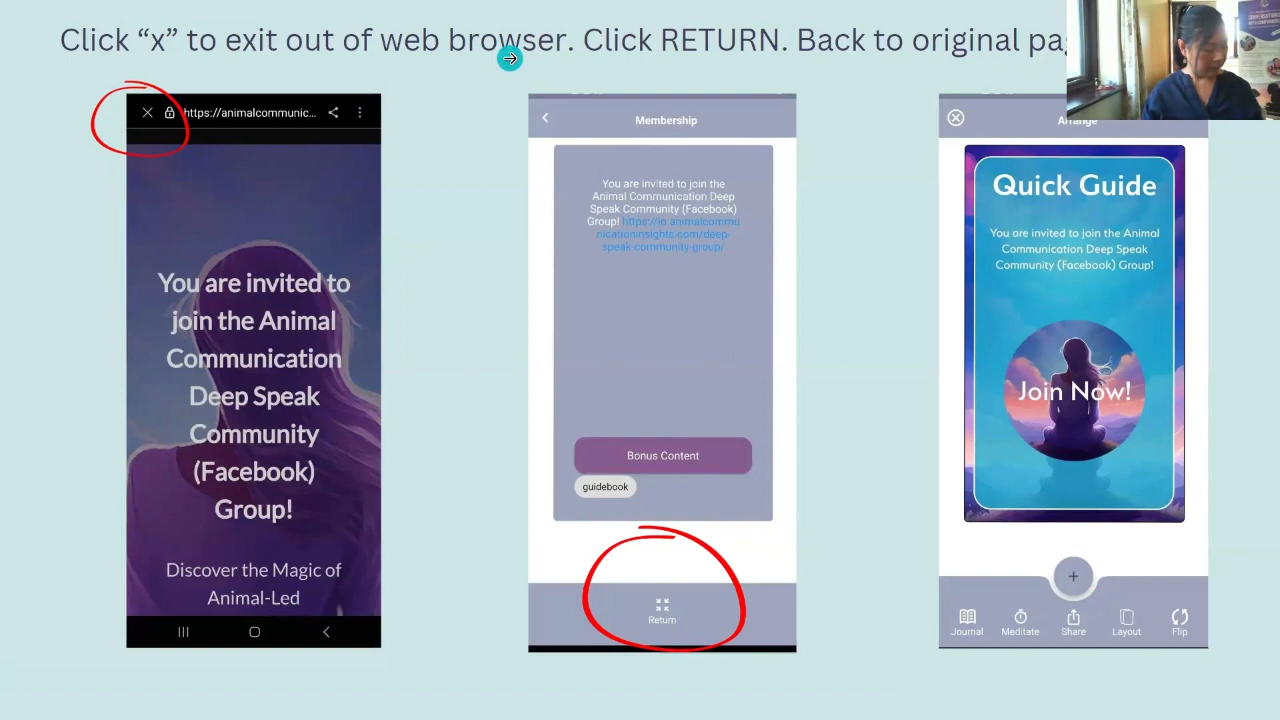 Click “x” to exit out of web browser. Click RETURN. Back to original
https://animalcommunic...
You are invited to
join the Animal
Communication
Deep Speak
Community
(Facebook)
Group!
Discover the Magic of
Animal-Led
Membership
You are invited to join the
Animal Communication Deep
Speak Community (Facebook)
Group! https://io.animalcommu
nicationinsights.com/deep-
speak-community-group/
Bonus Content
guidebook
Return
Arrange
Quick Guide
You are invited to join the Animal
Communication Deep Speak
Community (Facebook) Group!
Join Now!
Journal
Meditate
Share
Layout
Flip